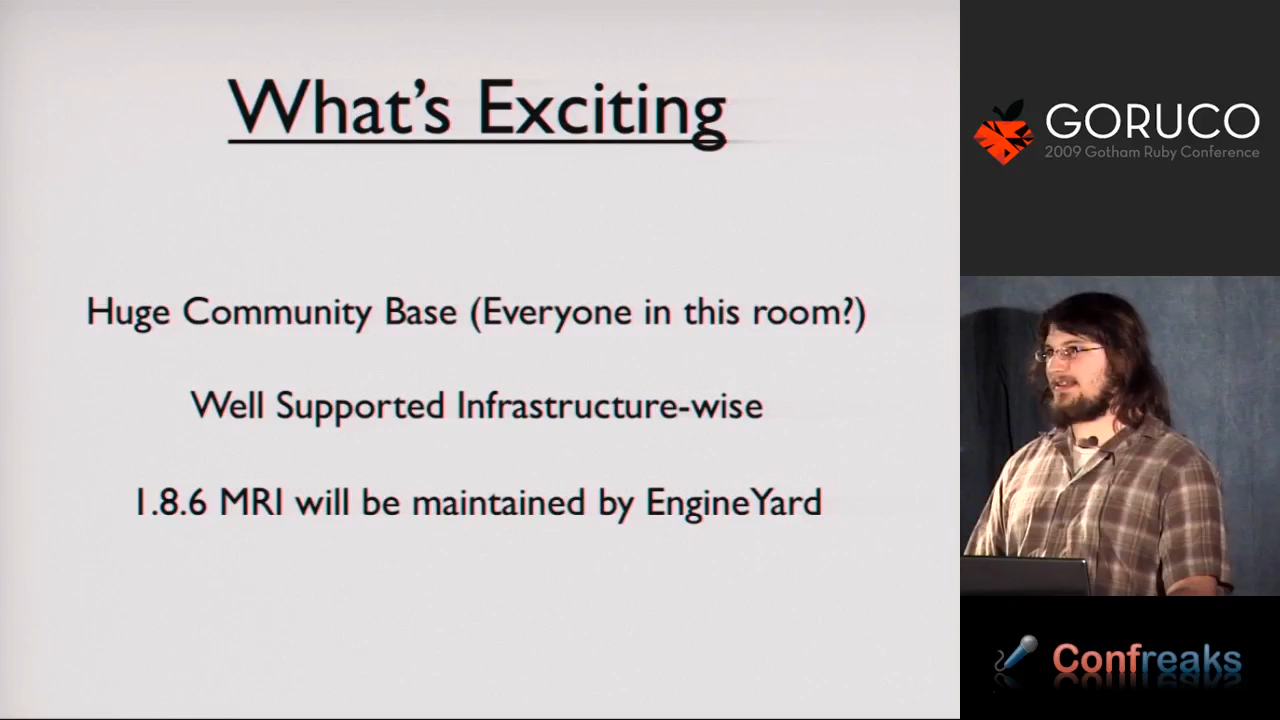 What's Exciting
Huge Community Base (Everyone in this room?)
Well Supported Infrastructure-wise
1.8.6 MRI will be maintained by EngineYard
GORUCO
2009 Gotham Ruby Conference
Confreaks